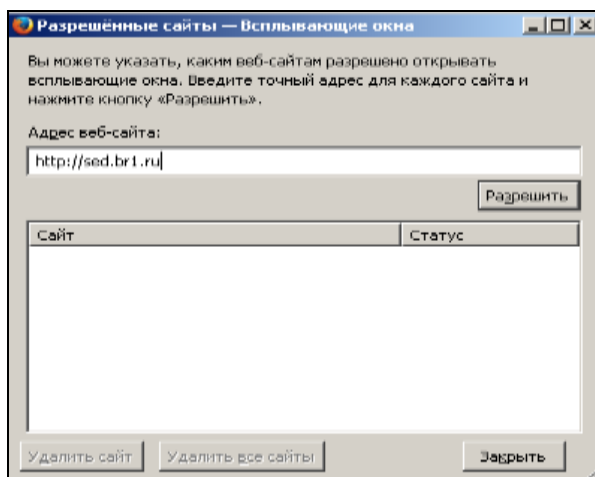 Разрешённые сайты — Всплывающие окна
Вы можете указать, каким веб-сайтам разрешено открывать
всплывающие окна. Введите точный адрес для каждого сайта и
нажмите кнопку «Разрешить».
Адрес веб-сайта:
http://sed.br1.ru
Разрешить
Сайт Статус
Удалить сайт Удалить все сайты Закрыть